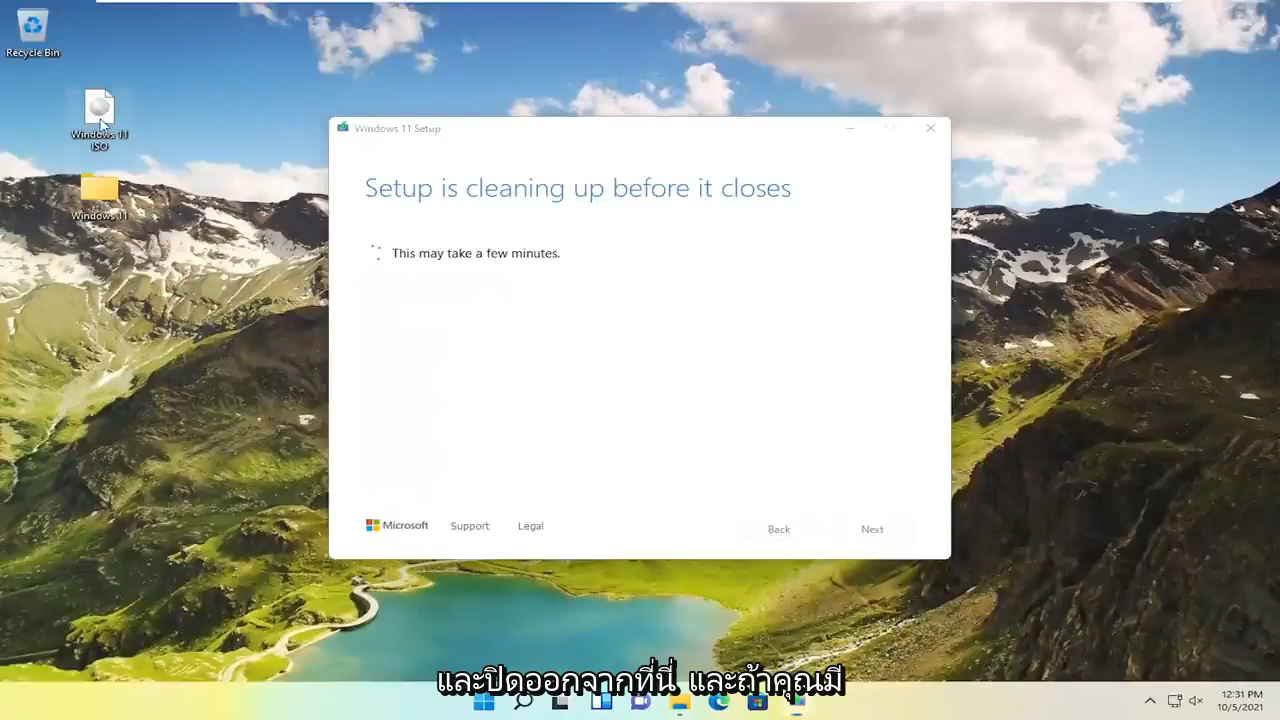 Recycle Bin
Windows 11
ISO
Windows 11
Windows 11 Setup
Setup is cleaning up before it closes
This may take a few minutes.
Microsoft
Support
Legal
Back
Next
และปิดออกจากที่นี่ และถ้าคุณมี
12:31 PM
10/5/2021